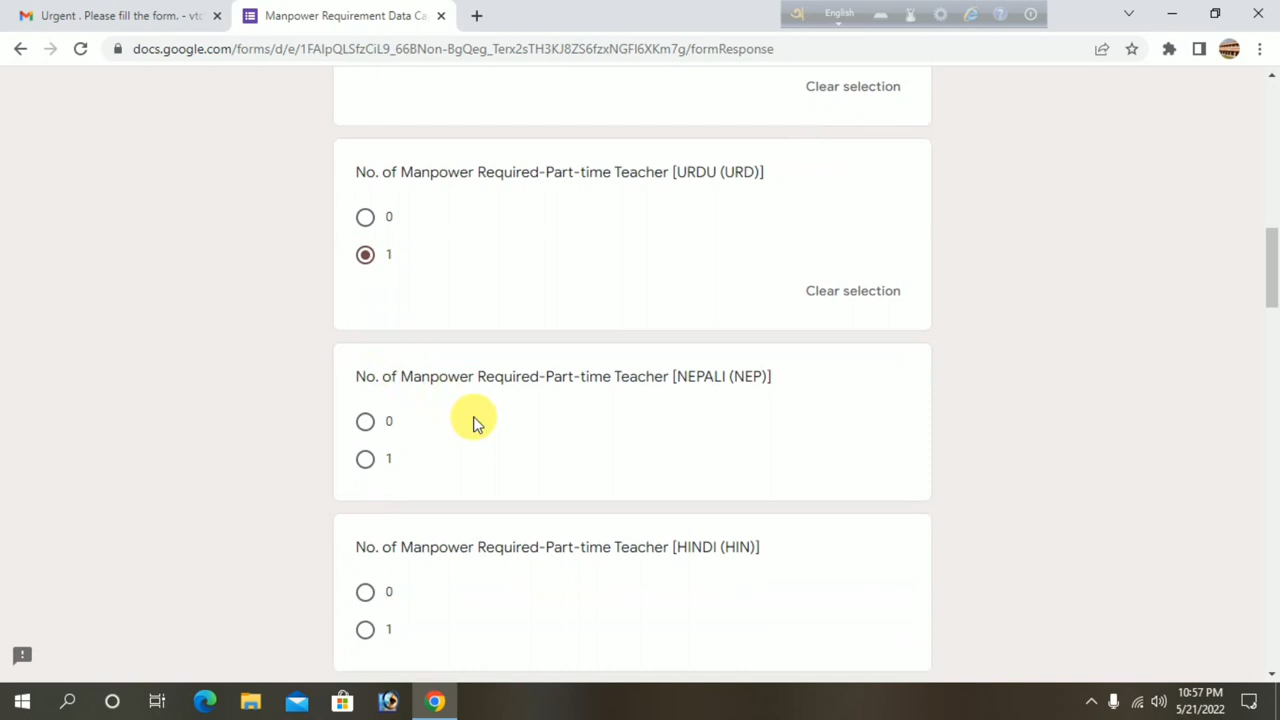 Urgent . Please fill the form. - vtc
Manpower Requirement Data Ca
English
docs.google.com/forms/d/e/1FAIpQLSfzCiL9_66BNon-BgQeg_Terx2sTH3KJ8ZS6fzxNGFl6XKm7g/formResponse
Clear selection
No. of Manpower Required-Part-time Teacher [URDU (URD)]
0
1
Clear selection
No. of Manpower Required-Part-time Teacher [NEPALI (NEP)]
0
1
No. of Manpower Required-Part-time Teacher [HINDI (HIN)]
0
1
10:57 PM
5/21/2022